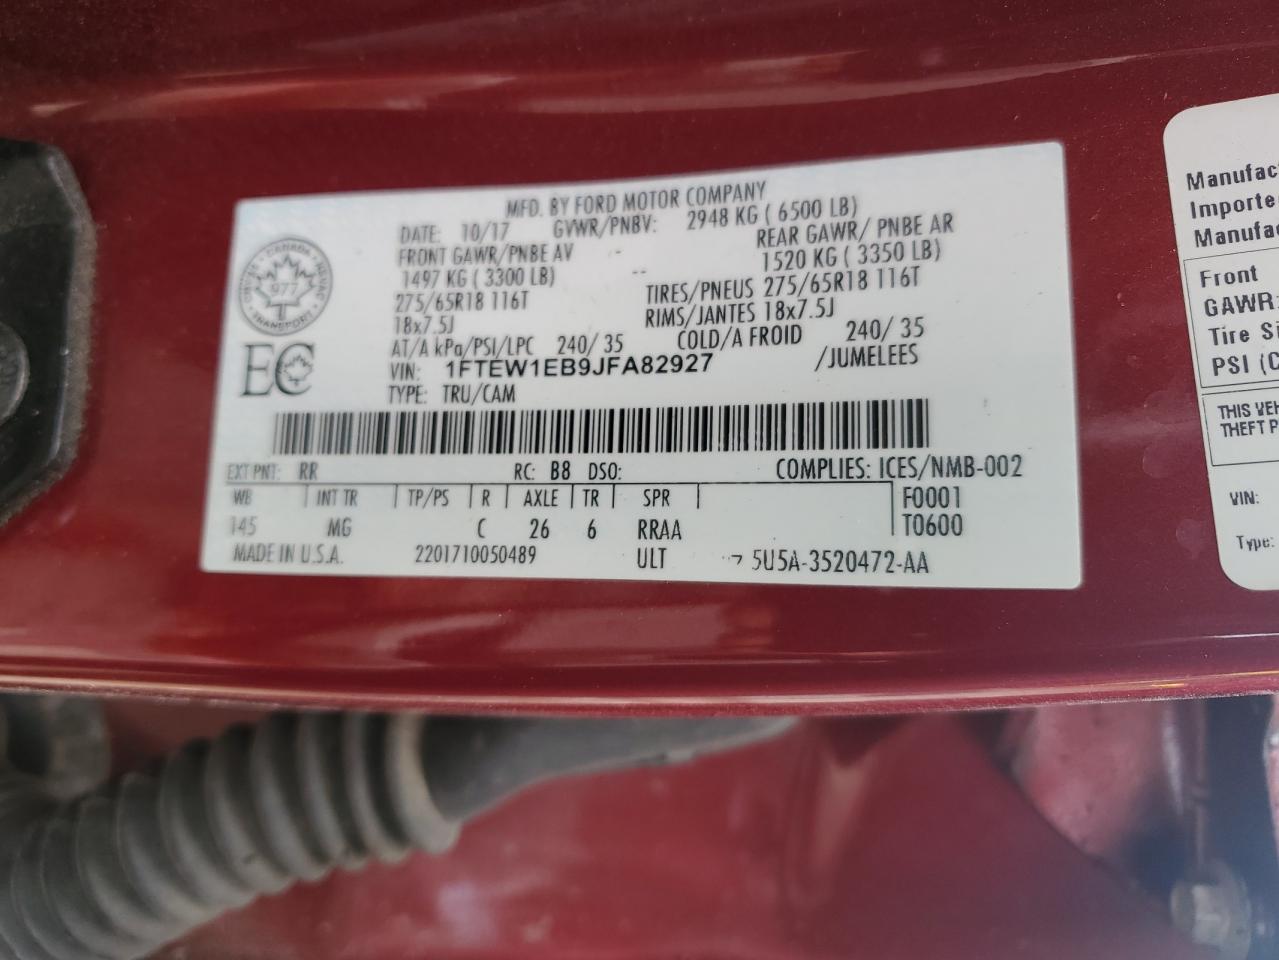 MFD. BY FORD MOTOR COMPANY
DATE: 10/17 GVWR/PNBV: 2948 KG ( 6500 LB)
FRONT GAWR/PNBE AV REAR GAWR/ PNBE AR
1497 KG ( 3300 LB) -- 1520 KG ( 3350 LB)
275/65R18 116T TIRES/PNEUS 275/65R18 116T
18x7.5J RIMS/JANTES 18x7.5J
AT/A kPa/PSI/LPC 240/ 35 COLD/A FROID 240/ 35
VIN: 1FTEW1EB9JFA82927 /JUMELEES
TYPE: TRU/CAM
CANADA
977
TRANSPORT
EC
EXT PNT: RR RC: B8 DSO: COMPLIES: ICES/NMB-002
WB INT TR TP/PS R AXLE TR SPR F0001
145 MG C 26 6 RRAA T0600
MADE IN U.S.A. 2201710050489 ULT 5U5A-3520472-AA
Manufac
Importe
Manufac
Front
GAWR:
Tire Si
PSI (C
THIS VEH
THEFT P
VIN:
Type: